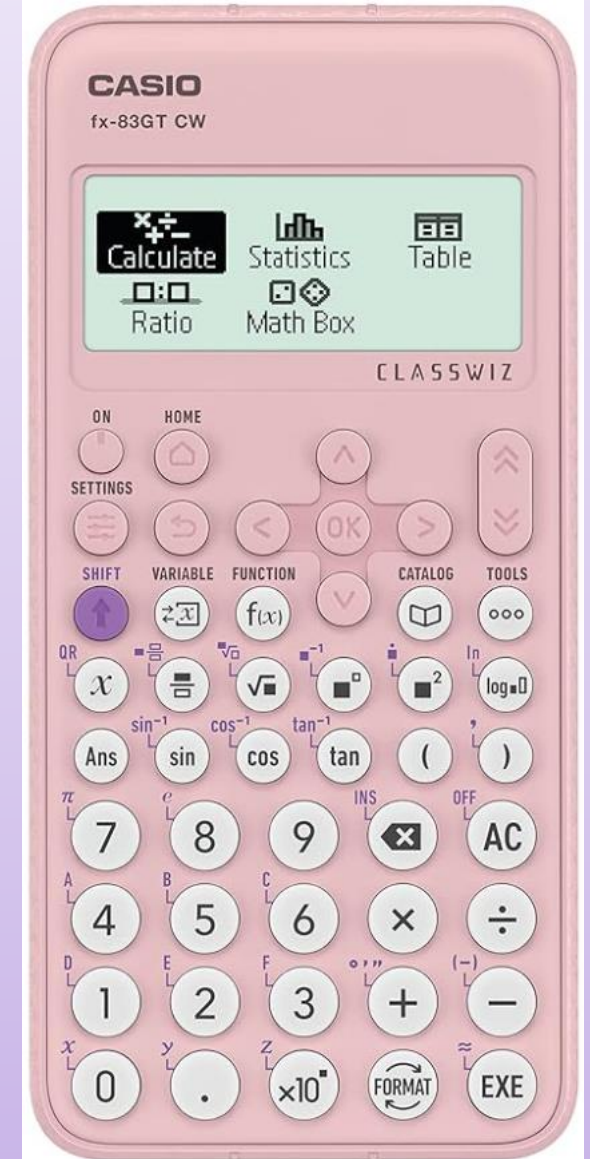 CASIO
fx-83GT CW
Calculate Statistics Table
Ratio Math Box
CLASSWIZ
ON HOME
SETTINGS
OK
SHIFT VARIABLE FUNCTION CATALOG TOOLS
x f(x)
QR ■⁻¹ ln
x √■ ■² log■□
sin⁻¹ cos⁻¹ tan⁻¹ ,
Ans sin cos tan ( )
π e INS OFF
7 8 9 AC
A B C
4 5 6 × ÷
D E F ° ′ ″ (−)
1 2 3 + −
x y z ≈
0 . ×10■ FORMAT EXE